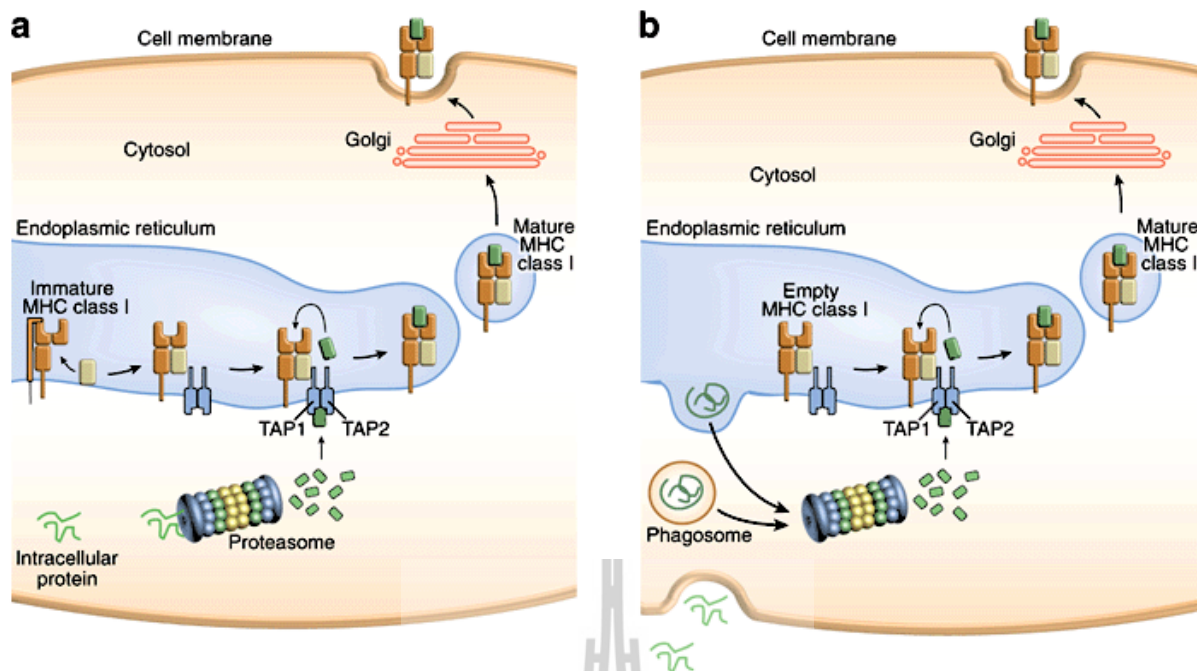 a
Cell membrane
Golgi
Cytosol
Endoplasmic reticulum
Mature
MHC
class I
Immature
MHC class I
TAP1
TAP2
Proteasome
Intracellular
protein
b
Cell membrane
Golgi
Cytosol
Endoplasmic reticulum
Mature
MHC
class I
Empty
MHC class I
TAP1
TAP2
Phagosome